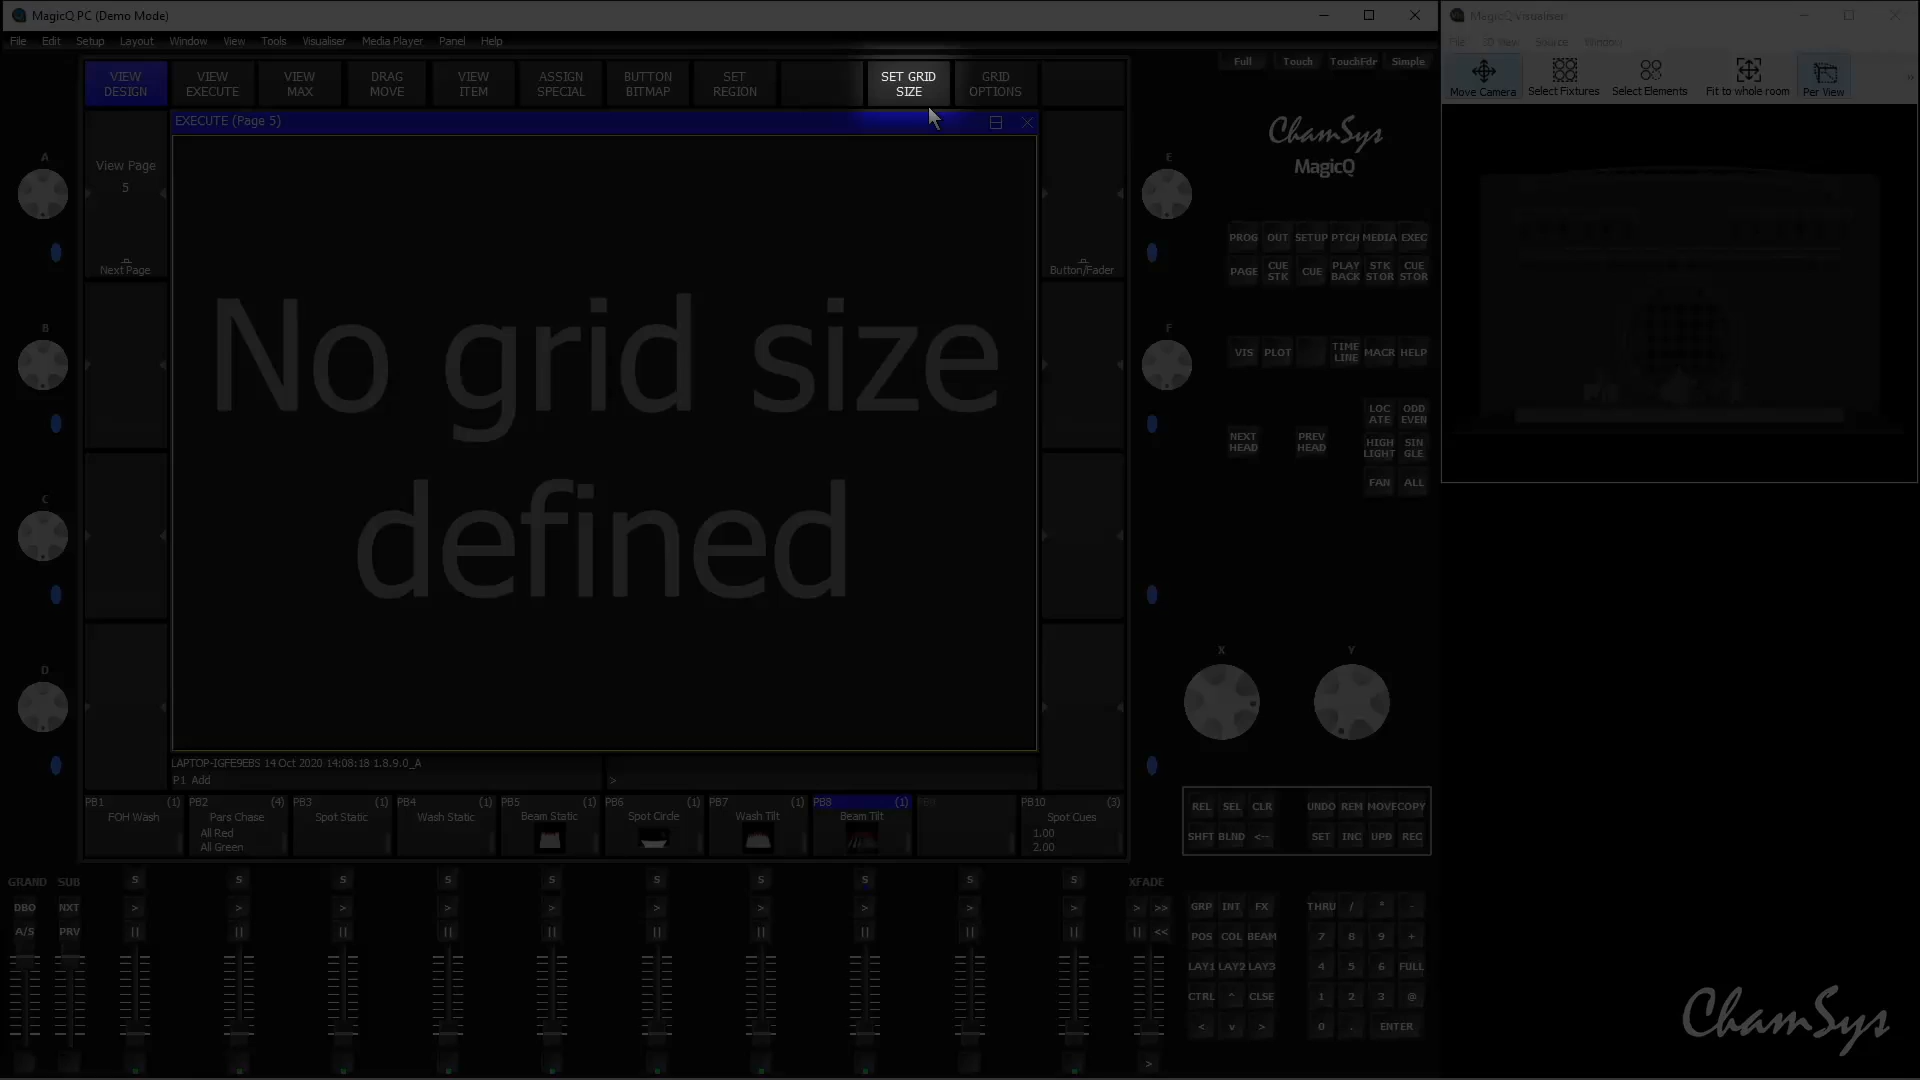 MagicQ PC (Demo Mode)
File Edit Setup Layout Window View Tools Visualiser Media Player Panel Help
VIEW DESIGN
VIEW EXECUTE
VIEW MAX
DRAG MOVE
VIEW ITEM
ASSIGN SPECIAL
BUTTON BITMAP
SET REGION
SET GRID SIZE
GRID OPTIONS
Full Touch TouchFdr Simple
EXECUTE (Page 5)
View Page
5
Next Page
Button/Fader
No grid size
defined
A
B
C
D
E
F
ChamSys
MagicQ
PROG OUT SETUP PTCH MEDIA EXEC
PAGE CUE STK CUE PLAY BACK STK STOR CUE STOR
VIS PLOT TIME LINE MACR HELP
LOC ATE ODD EVEN
NEXT HEAD PREV HEAD HIGH LIGHT SIN GLE
FAN ALL
X Y
LAPTOP-IGFE9EBS 14 Oct 2020 14:08:18 1.8.9.0_A
P1 Add >
PB1 (1) FOH Wash
PB2 (4) Pars Chase
All Red
All Green
PB3 (1) Spot Static
PB4 (1) Wash Static
PB5 (1) Beam Static
PB6 (1) Spot Circle
PB7 (1) Wash Tilt
PB8 (1) Beam Tilt
PB10 (3) Spot Cues
1.00
2.00
REL SEL CLR UNDO REM MOVE COPY
SHFT BLND <-- SET INC UPD REC
GRAND SUB
DBO NXT
A/S PRV
S S S S S S S S S S
> > > > > > > > > >
XFADE
> >>
<<
>
GRP INT FX THRU / * -
POS COL BEAM 7 8 9 +
LAY1 LAY2 LAY3 4 5 6 FULL
CTRL ^ CLSE 1 2 3 @
< v > 0 . ENTER
MagicQ Visualiser
File 3D View Source Window
Move Camera
Select Fixtures
Select Elements
Fit to whole room
Per View
»
ChamSys